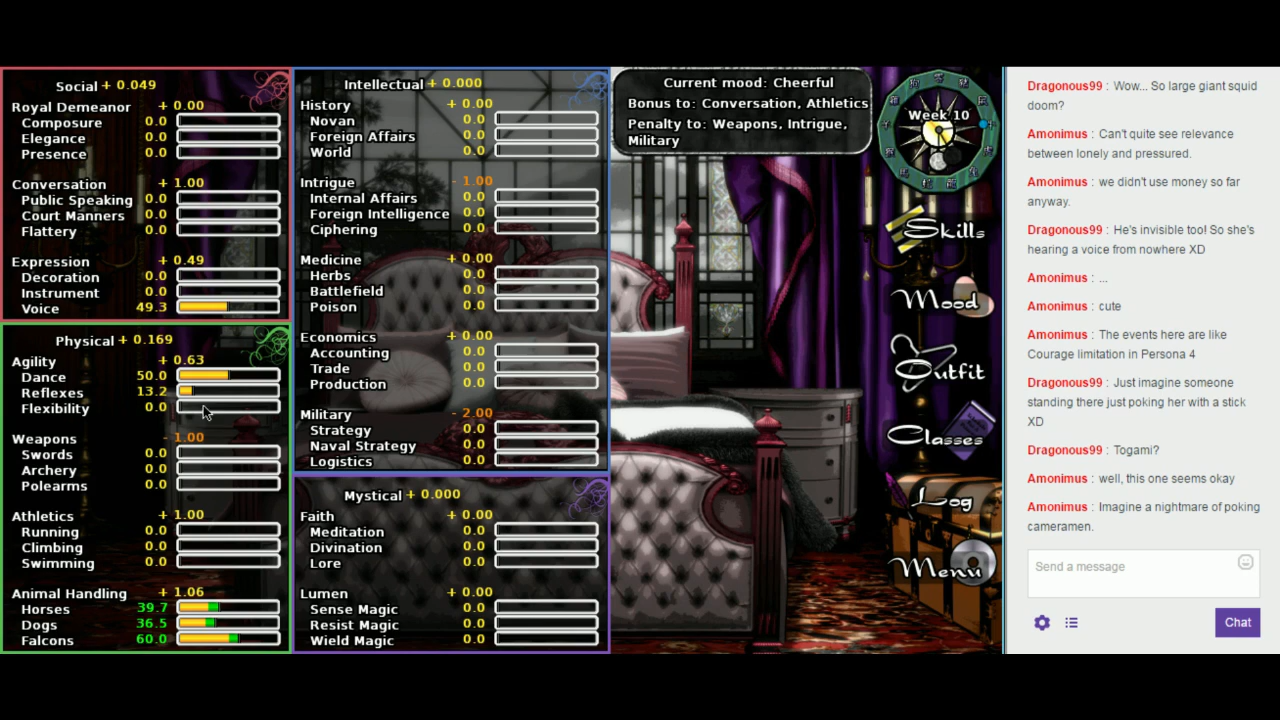 Social + 0.049
Royal Demeanor + 0.00
Composure 0.0
Elegance 0.0
Presence 0.0
Conversation + 1.00
Public Speaking 0.0
Court Manners 0.0
Flattery 0.0
Expression + 0.49
Decoration 0.0
Instrument 0.0
Voice 49.3
Physical + 0.169
Agility + 0.63
Dance 50.0
Reflexes 13.2
Flexibility 0.0
Weapons - 1.00
Swords 0.0
Archery 0.0
Polearms 0.0
Athletics + 1.00
Running 0.0
Climbing 0.0
Swimming 0.0
Animal Handling + 1.06
Horses 39.7
Dogs 36.5
Falcons 60.0
Intellectual + 0.000
History + 0.00
Novan 0.0
Foreign Affairs 0.0
World 0.0
Intrigue - 1.00
Internal Affairs 0.0
Foreign Intelligence 0.0
Ciphering 0.0
Medicine + 0.00
Herbs 0.0
Battlefield 0.0
Poison 0.0
Economics + 0.00
Accounting 0.0
Trade 0.0
Production 0.0
Military - 2.00
Strategy 0.0
Naval Strategy 0.0
Logistics 0.0
Mystical + 0.000
Faith + 0.00
Meditation 0.0
Divination 0.0
Lore 0.0
Lumen + 0.00
Sense Magic 0.0
Resist Magic 0.0
Wield Magic 0.0
Current mood: Cheerful
Bonus to: Conversation, Athletics
Penalty to: Weapons, Intrigue,
Military
Week 10
Skills
Mood
Outfit
Classes
Log
Menu
Dragonous99 : Wow... So large giant squid
doom?
Amonimus : Can't quite see relevance
between lonely and pressured.
Amonimus : we didn't use money so far
anyway.
Dragonous99 : He's invisible too! So she's
hearing a voice from nowhere XD
Amonimus : ...
Amonimus : cute
Amonimus : The events here are like
Courage limitation in Persona 4
Dragonous99 : Just imagine someone
standing there just poking her with a stick
XD
Dragonous99 : Togami?
Amonimus : well, this one seems okay
Amonimus : Imagine a nightmare of poking
cameramen.
Send a message
Chat